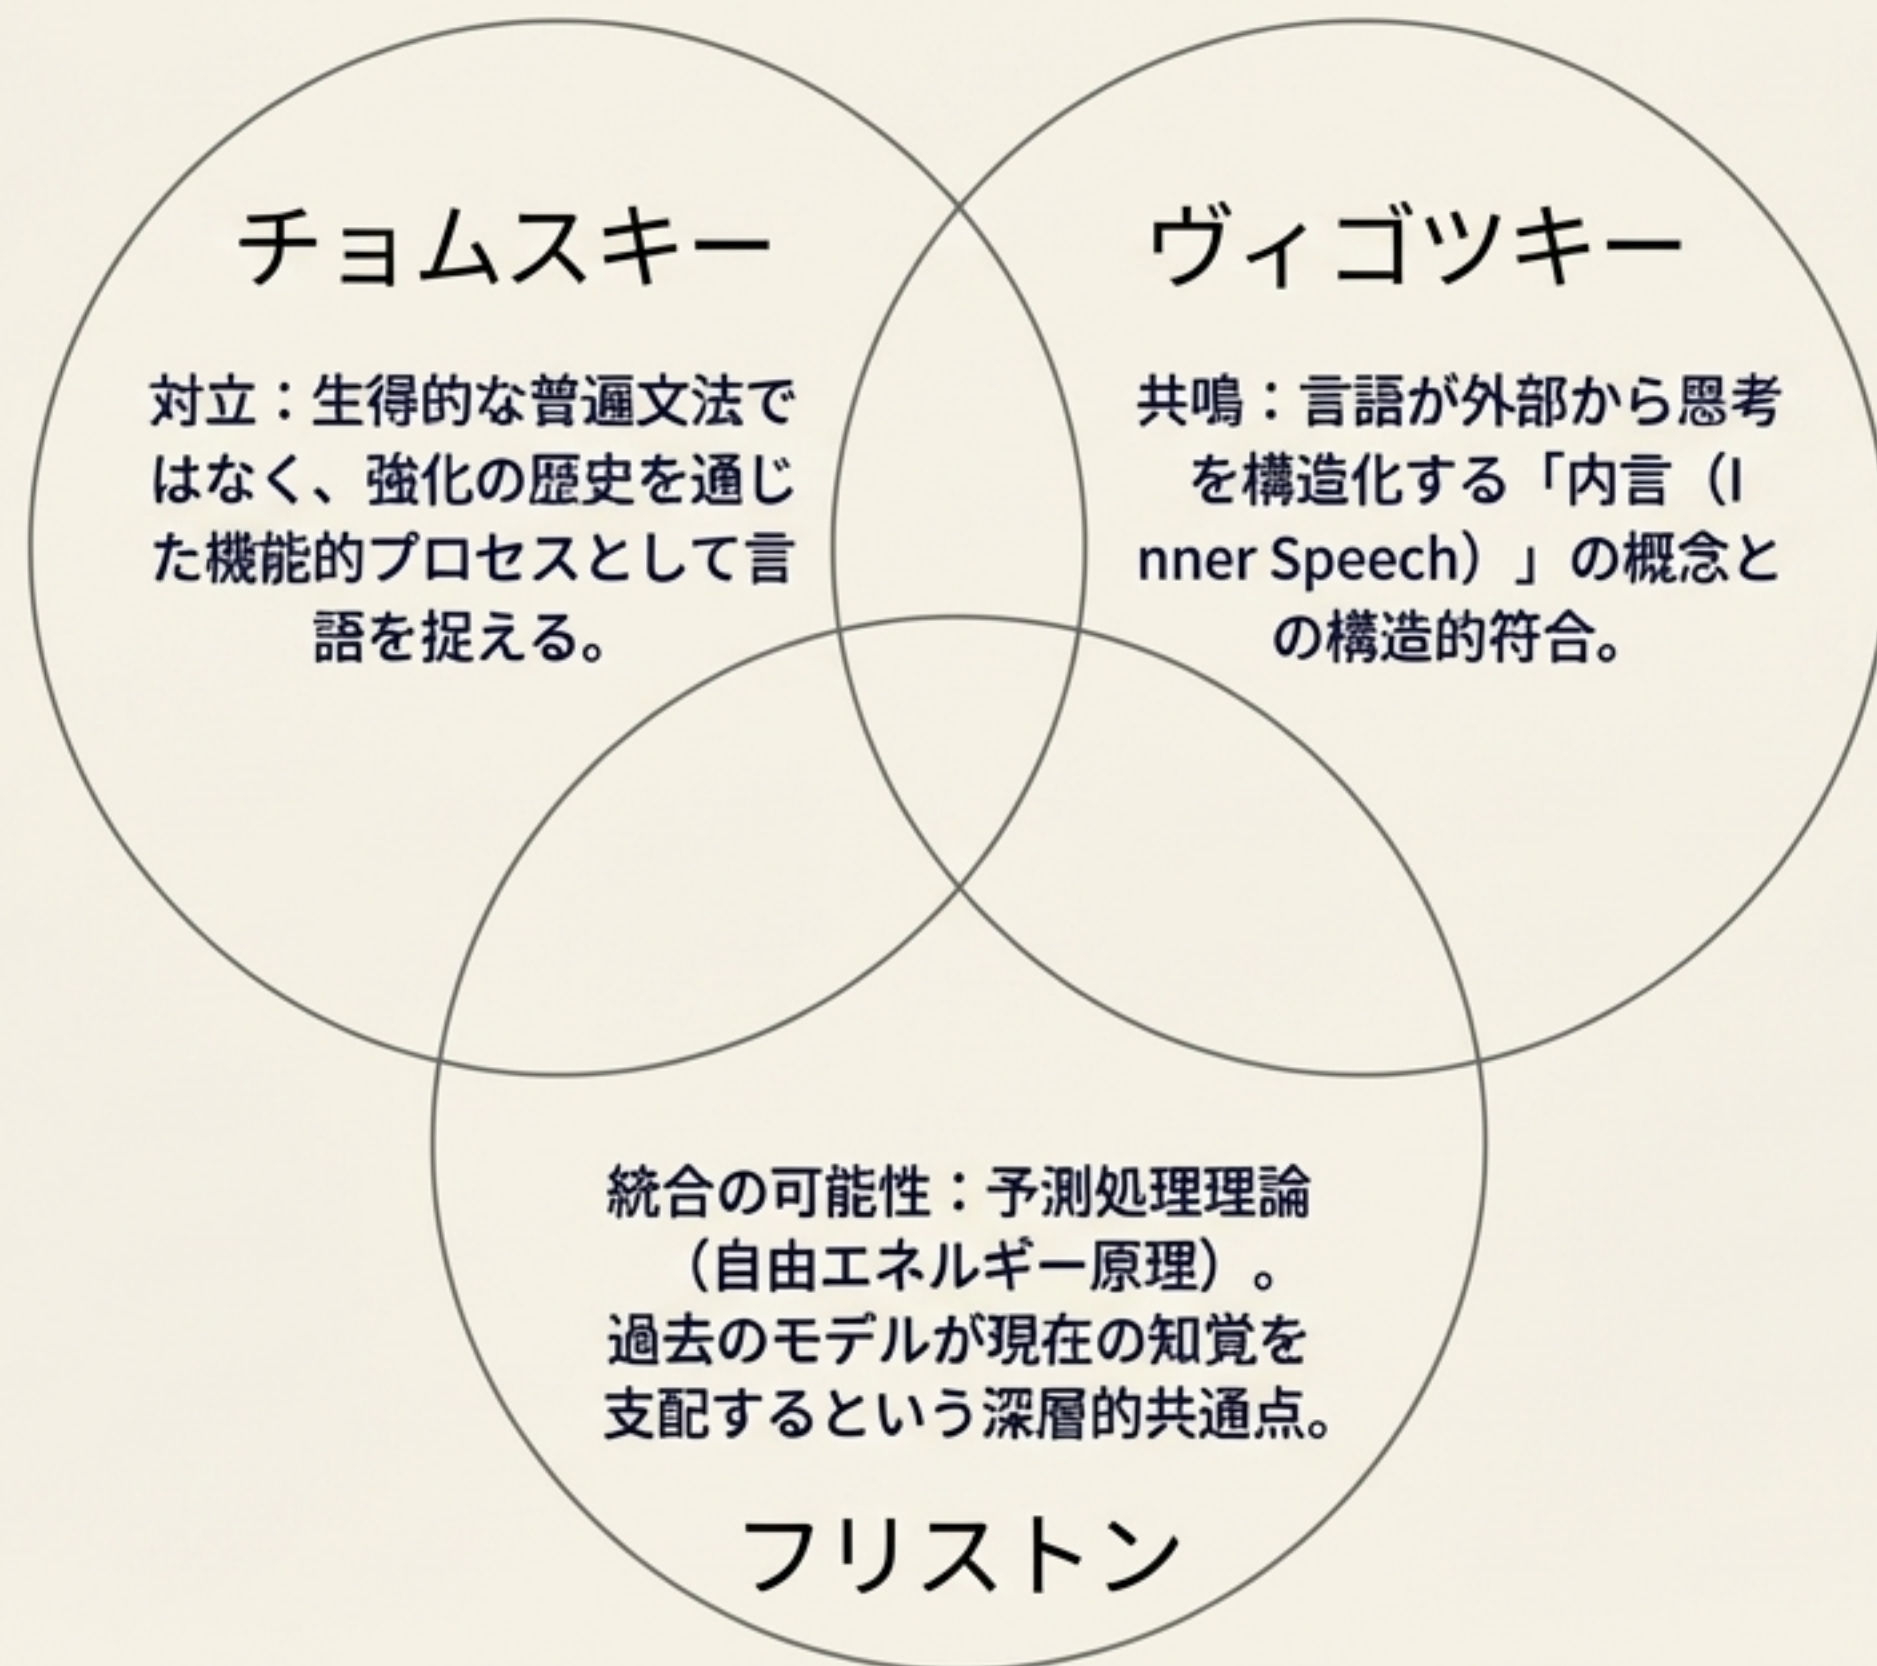 チョムスキー
対立：生得的な普遍文法で
はなく、強化の歴史を通じ
た機能的プロセスとして言
語を捉える。
ヴィゴツキー
共鳴：言語が外部から思考
を構造化する「内言（I
nner Speech）」の概念と
の構造的符合。
統合の可能性：予測処理理論
（自由エネルギー原理）。
過去のモデルが現在の知覚を
支配するという深層的共通点。
フリストン